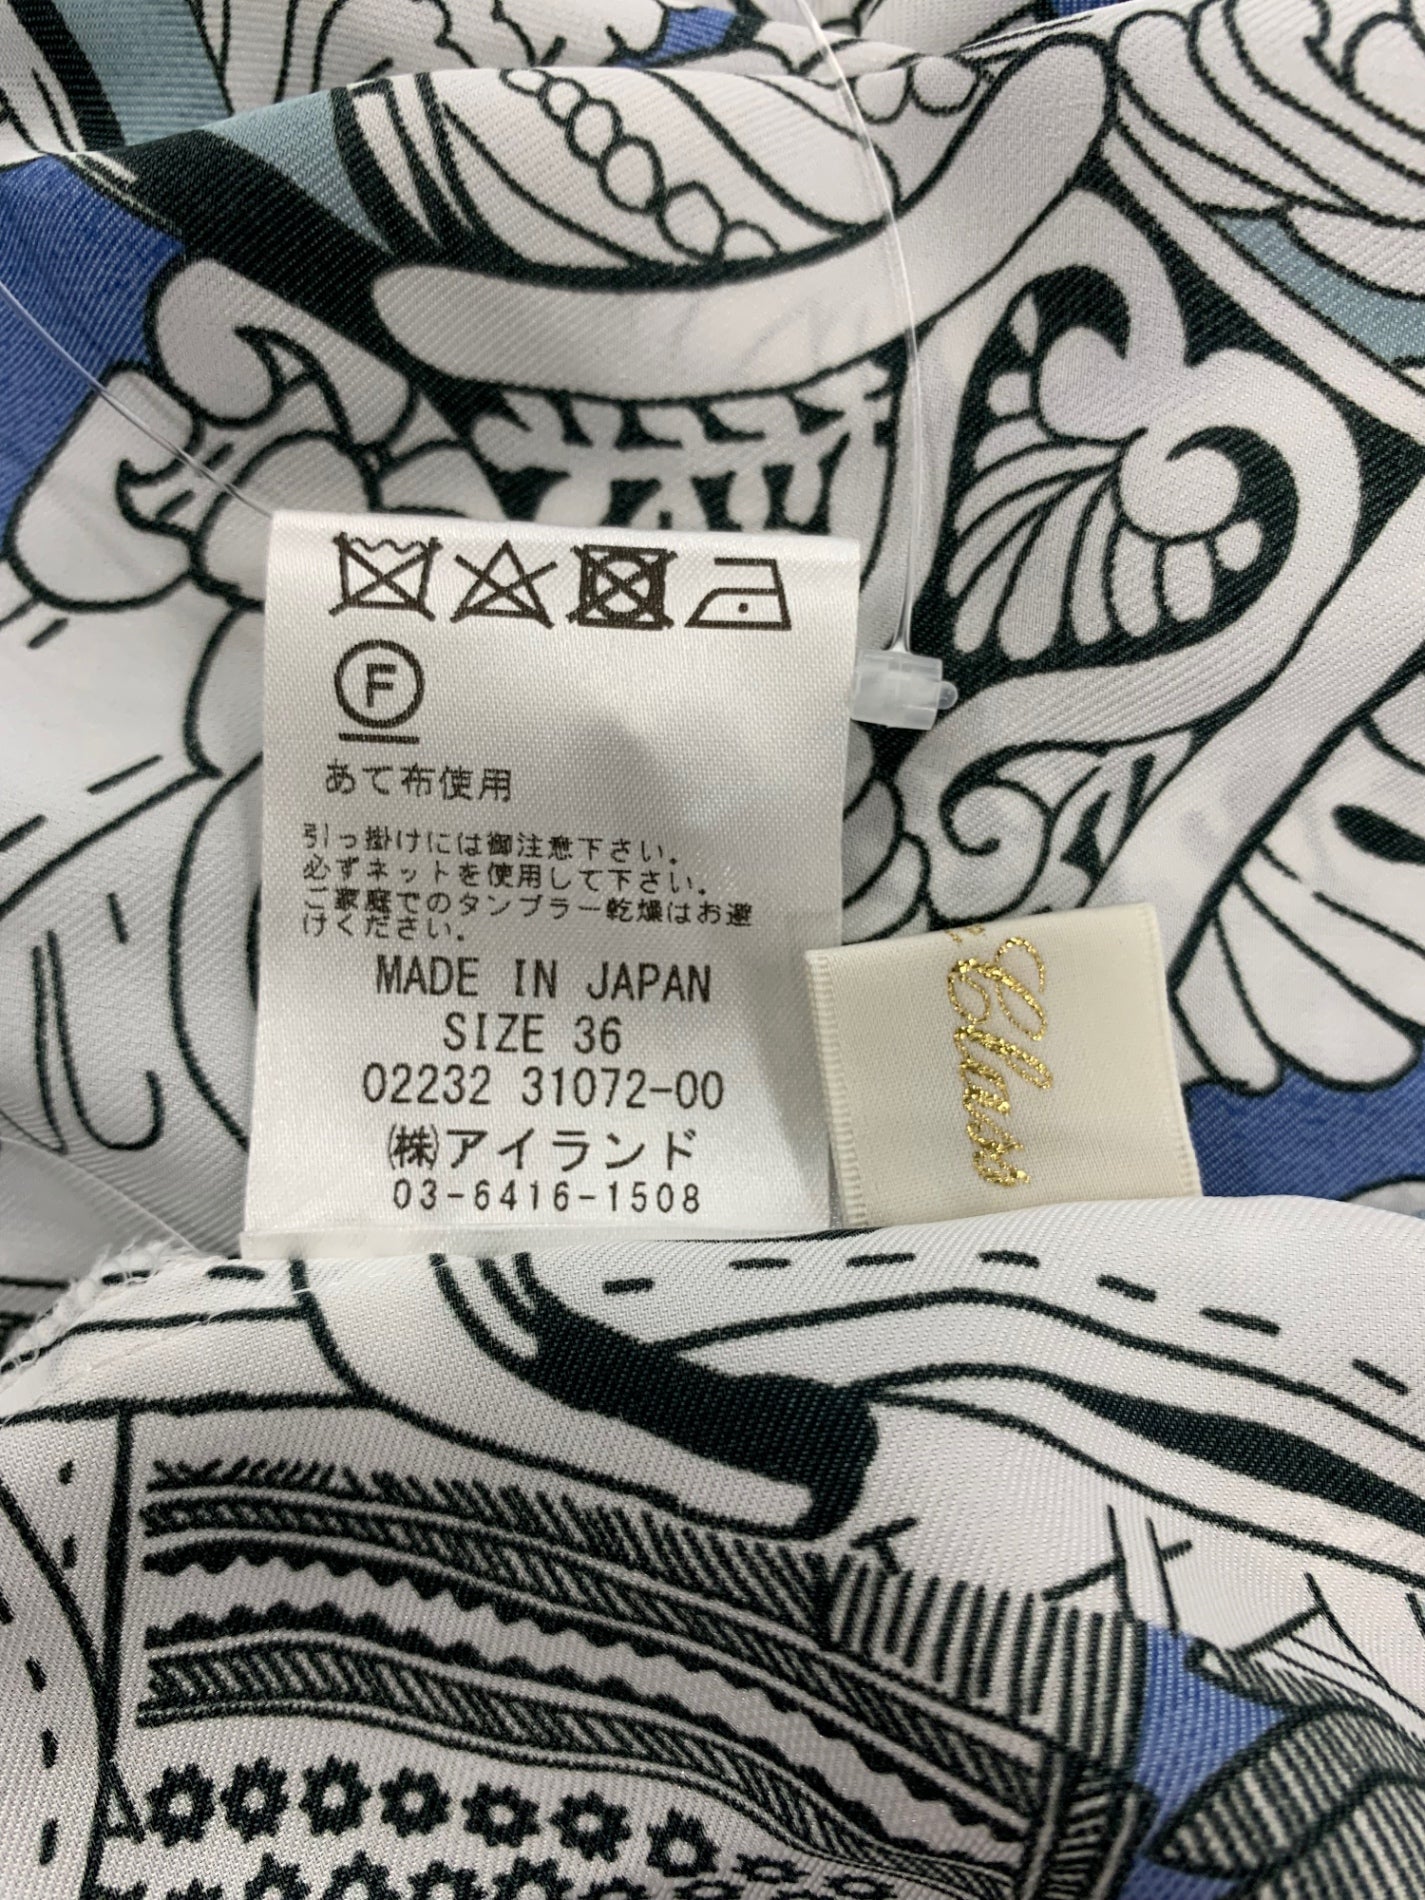 F
あて布使用
引っ掛けには御注意下さい。
必ずネットを使用して下さい。
ご家庭でのタンブラー乾燥はお避
けください。
MADE IN JAPAN
SIZE 36
02232 31072-00
㈱アイランド
03-6416-1508
Class